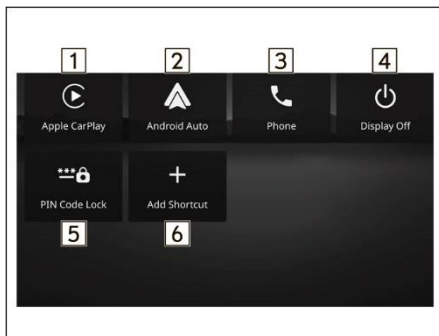 1 2 3 4
Apple CarPlay Android Auto Phone Display Off
***
PIN Code Lock Add Shortcut
5 6